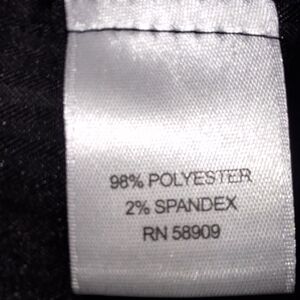 98% POLYESTER
2% SPANDEX
RN 58909